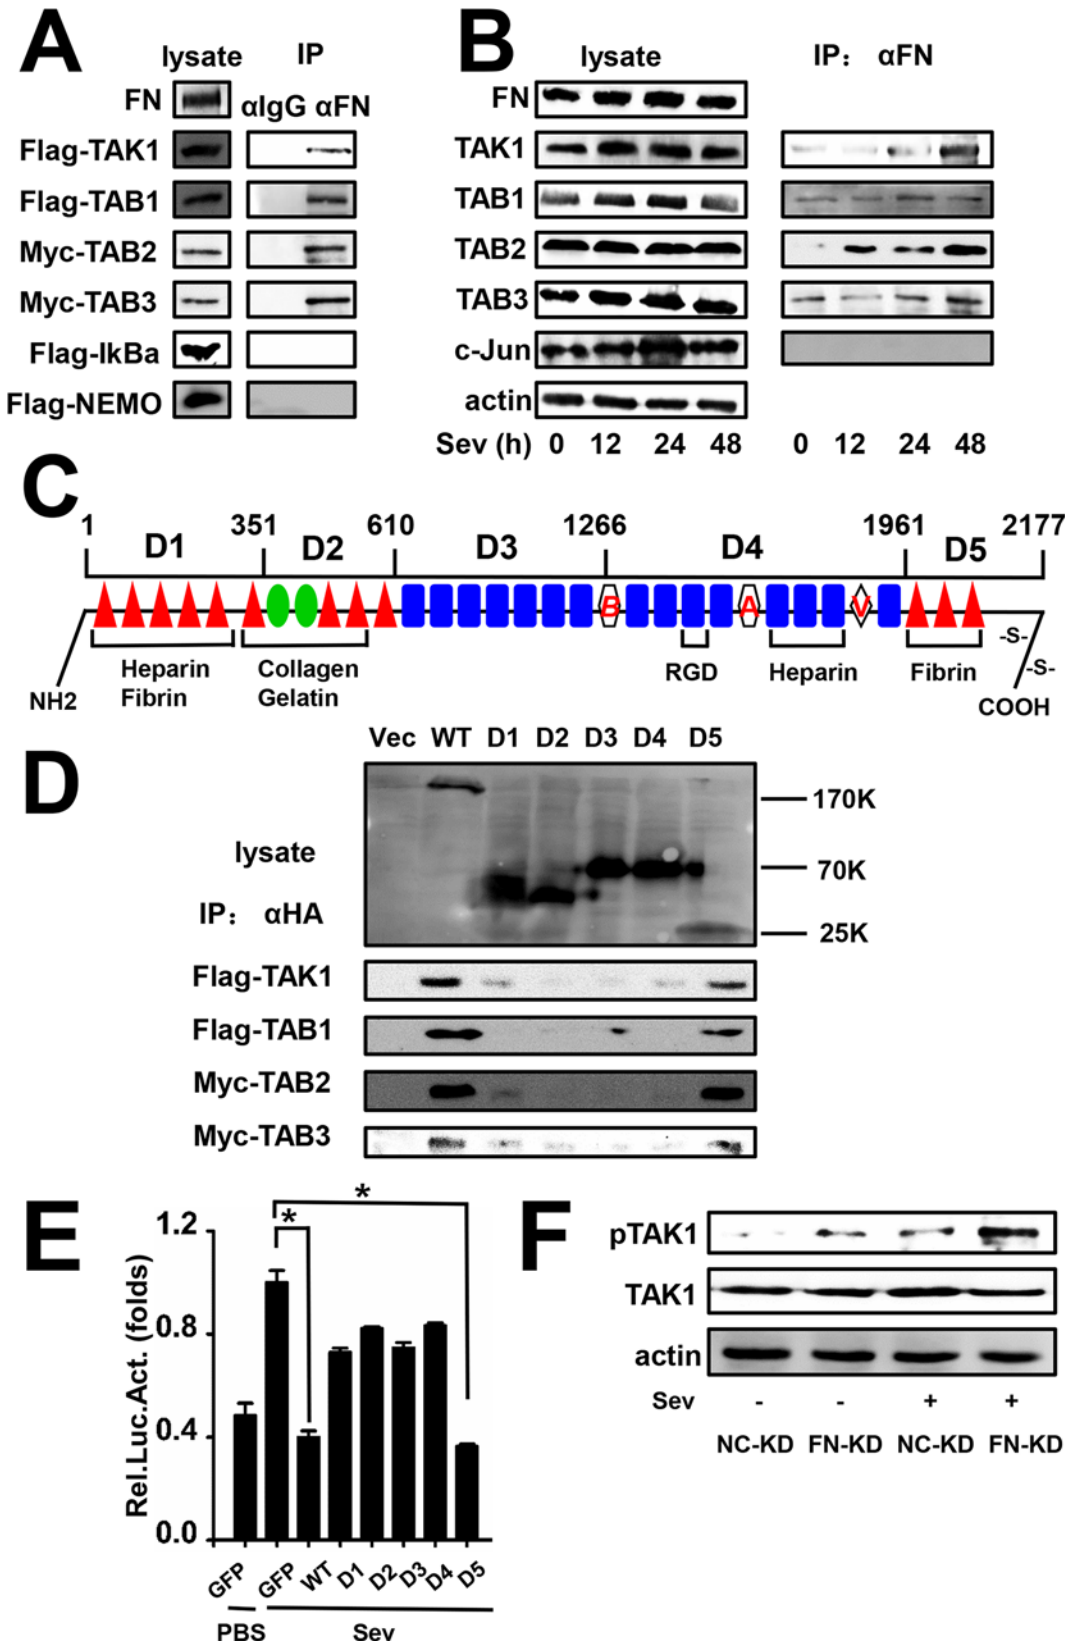 A
lysate IP
FN αIgG αFN
Flag-TAK1
Flag-TAB1
Myc-TAB2
Myc-TAB3
Flag-IkBa
Flag-NEMO
B
lysate IP: αFN
FN
TAK1
TAB1
TAB2
TAB3
c-Jun
actin
Sev (h) 0 12 24 48 0 12 24 48
C
1 351 610 1266 1961 2177
D1 D2 D3 D4 D5
B A V
Heparin Collagen RGD Heparin Fibrin -S-
Fibrin Gelatin -S-
NH2 COOH
D
Vec WT D1 D2 D3 D4 D5
170K
lysate
70K
IP: αHA
25K
Flag-TAK1
Flag-TAB1
Myc-TAB2
Myc-TAB3
E
* *
Rel.Luc.Act. (folds)
1.2
0.8
0.4
0.0
GFP GFP WT D1 D2 D3 D4 D5
PBS Sev
F
pTAK1
TAK1
actin
Sev - - + +
NC-KD FN-KD NC-KD FN-KD